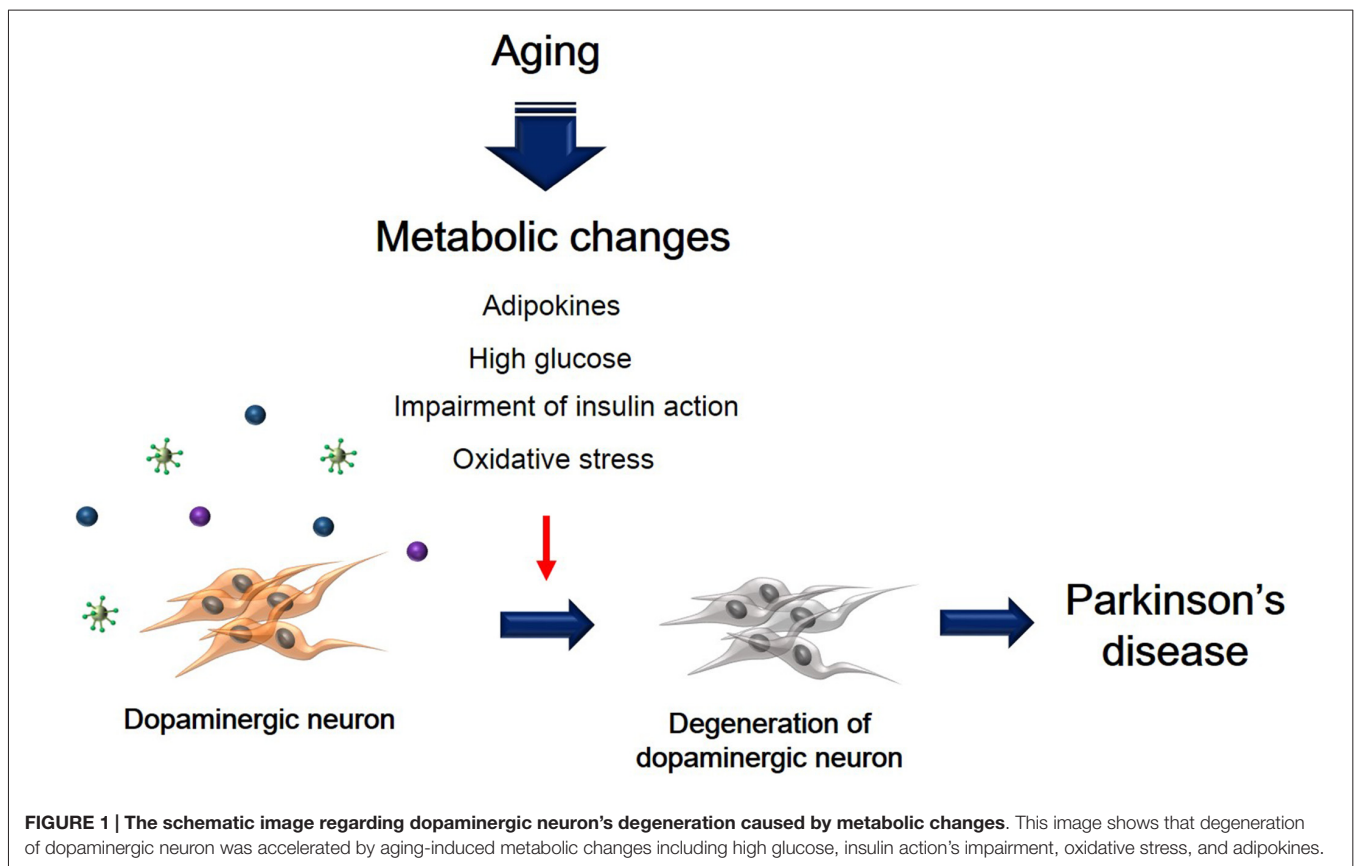 Aging
Metabolic changes
Adipokines
High glucose
Impairment of insulin action
Oxidative stress
Dopaminergic neuron
Degeneration of
dopaminergic neuron
Parkinson's
disease
FIGURE 1 | The schematic image regarding dopaminergic neuron's degeneration caused by metabolic changes. This image shows that degeneration
of dopaminergic neuron was accelerated by aging-induced metabolic changes including high glucose, insulin action's impairment, oxidative stress, and adipokines.